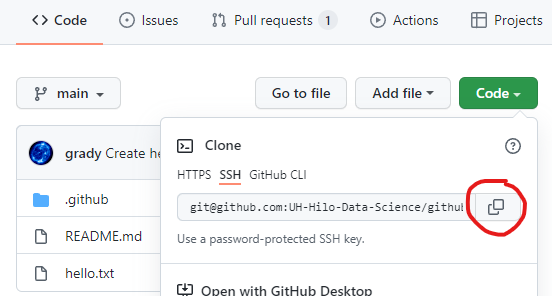 Code Issues Pull requests 1 Actions Projects
main Go to file Add file Code
grady Create he
Clone
HTTPS SSH GitHub CLI
.github
git@github.com:UH-Hilo-Data-Science/githu
README.md
Use a password-protected SSH key.
hello.txt
Open with GitHub Desktop